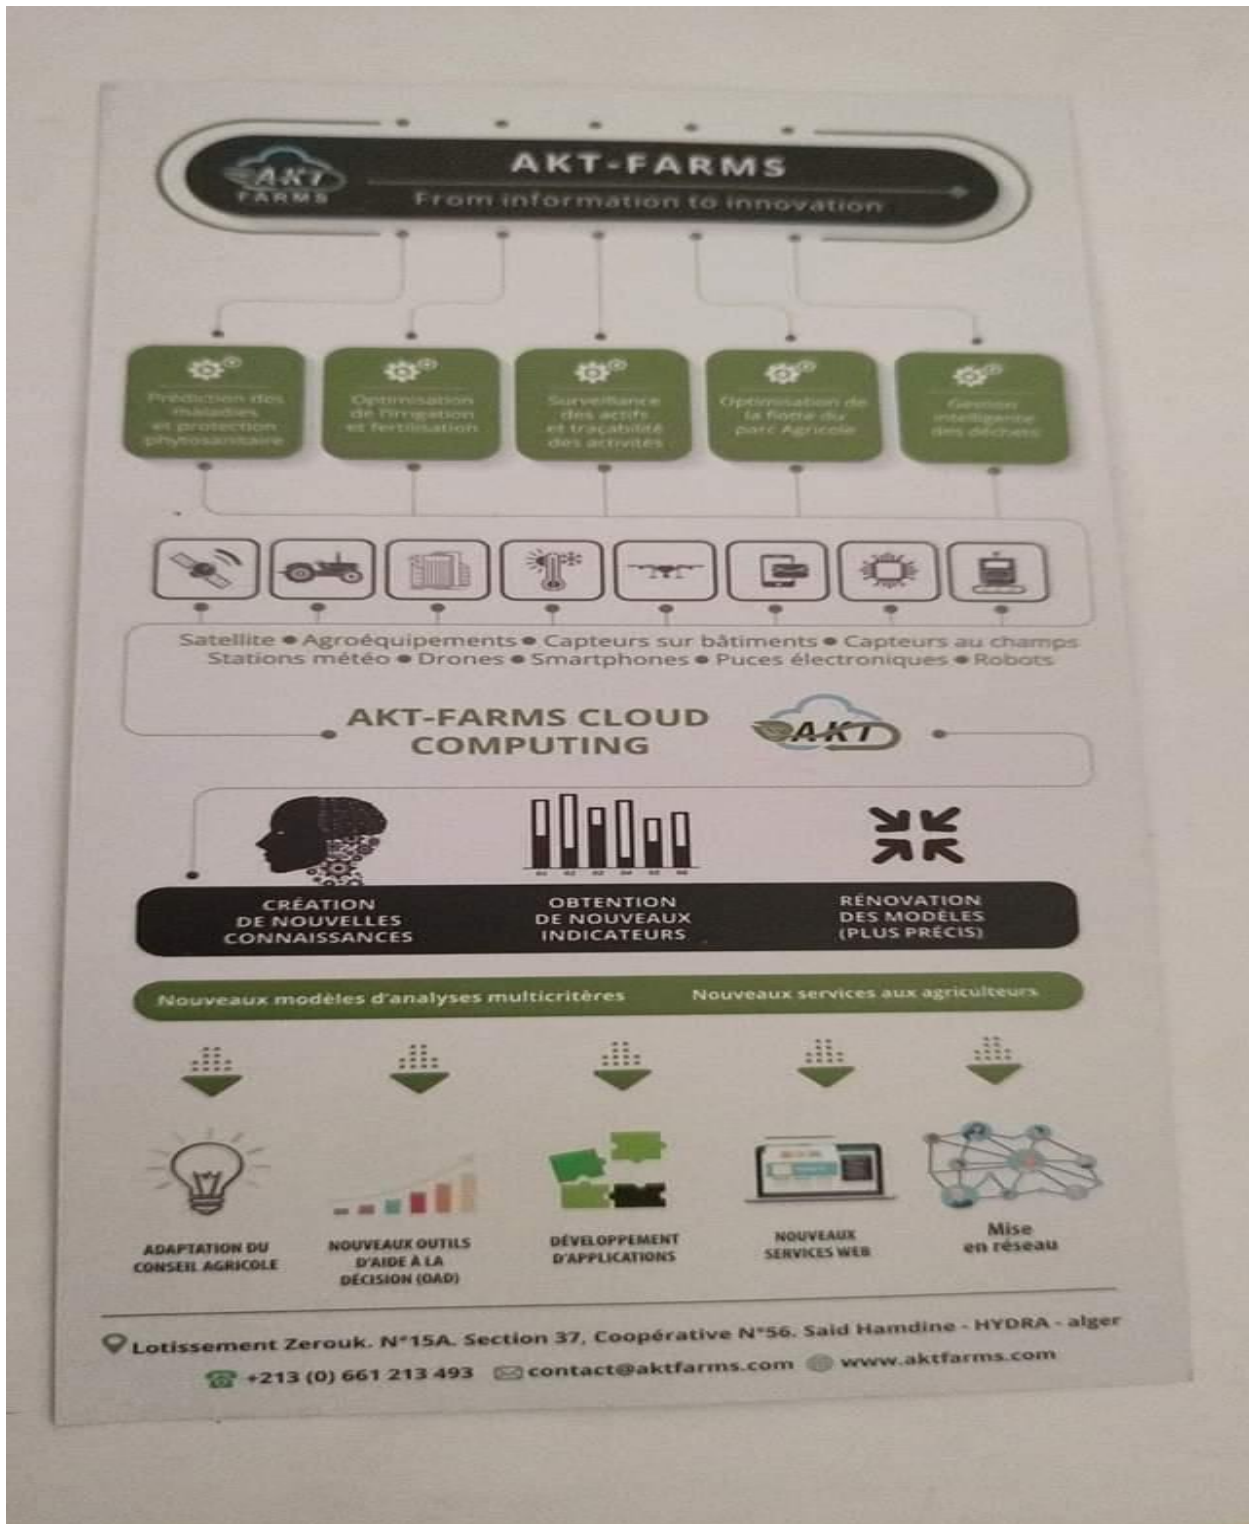 AKT
FARMS
AKT-FARMS
From information to innovation
Prédiction des
maladies
et protection
phytosanitaire
Optimisation
de l'irrigation
et fertilisation
Surveillance
des actifs
et traçabilité
des activités
Optimisation de
la flotte du
parc Agricole
Gestion
intelligente
des déchets
Satellite ● Agroéquipements ● Capteurs sur bâtiments ● Capteurs au champs
Stations météo ● Drones ● Smartphones ● Puces électroniques ● Robots
AKT-FARMS CLOUD
COMPUTING
AKT
CRÉATION
DE NOUVELLES
CONNAISSANCES
OBTENTION
DE NOUVEAUX
INDICATEURS
RÉNOVATION
DES MODÈLES
(PLUS PRÉCIS)
Nouveaux modèles d'analyses multicritères
Nouveaux services aux agriculteurs
ADAPTATION DU
CONSEIL AGRICOLE
NOUVEAUX OUTILS
D'AIDE À LA
DÉCISION (OAD)
DÉVELOPPEMENT
D'APPLICATIONS
NOUVEAUX
SERVICES WEB
Mise
en réseau
Lotissement Zerouk. N°15A. Section 37, Coopérative N°56. Said Hamdine - HYDRA - alger
+213 (0) 661 213 493 contact@aktfarms.com www.aktfarms.com